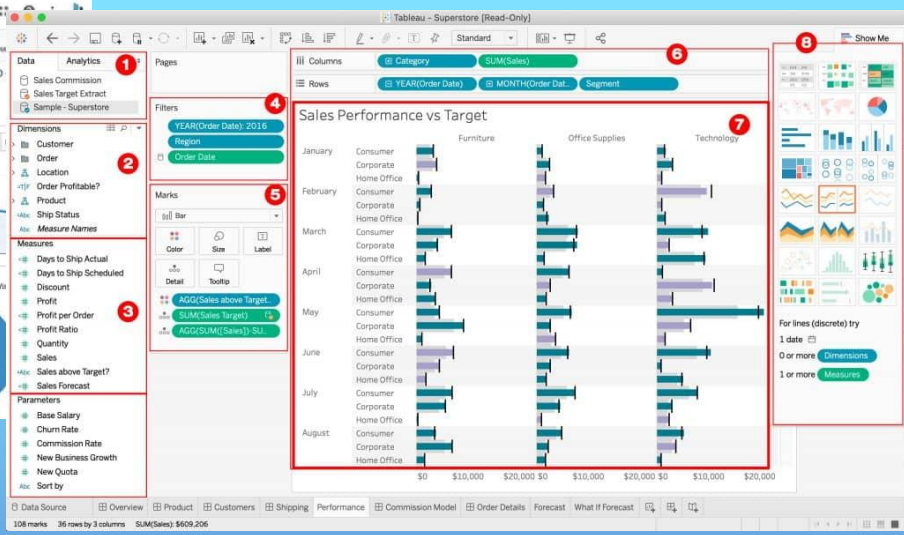 Tableau - Superstore [Read-Only]
Standard
Show Me
Data Analytics
1
Sales Commission
Sales Target Extract
Sample - Superstore
Dimensions
2
Customer
Order
Location
Order Profitable?
Product
Abc Ship Status
Abc Measure Names
Measures
3
Days to Ship Actual
Days to Ship Scheduled
Discount
Profit
Profit per Order
Profit Ratio
Quantity
Sales
Sales above Target?
Sales Forecast
Parameters
Base Salary
Churn Rate
Commission Rate
New Business Growth
New Quota
Abc Sort by
Pages
Filters
4
YEAR(Order Date): 2016
Region
Order Date
Marks
5
Bar
Color Size Label
Detail Tooltip
AGG(Sales above Target..
SUM(Sales Target)
AGG(SUM([Sales])-SU..
6
Columns Category SUM(Sales)
Rows YEAR(Order Date) MONTH(Order Dat.. Segment
7
Sales Performance vs Target
Furniture Office Supplies Technology
January Consumer
Corporate
Home Office
February Consumer
Product
Home Office
March Consumer
Corporate
Home Office
April Consumer
Corporate
Home Office
May Consumer
Corporate
Home Office
June Consumer
Corporate
Home Office
July Consumer
Corporate
Home Office
August Consumer
Corporate
Home Office
$0 $10,000 $20,000 $0 $10,000 $20,000 $0 $10,000 $20,000
8
For lines (discrete) try
1 date
0 or more Dimensions
1 or more Measures
Data Source Overview Product Customers Shipping Performance Commission Model Order Details Forecast What If Forecast
108 marks 36 rows by 3 columns SUM(Sales): $609,206